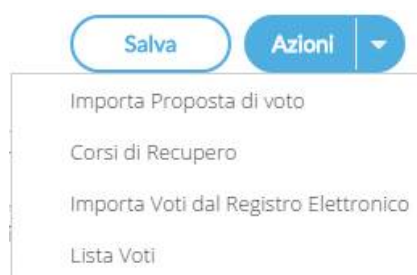 Salva Azioni
Importa Proposta di voto
Corsi di Recupero
Importa Voti dal Registro Elettronico
Lista Voti